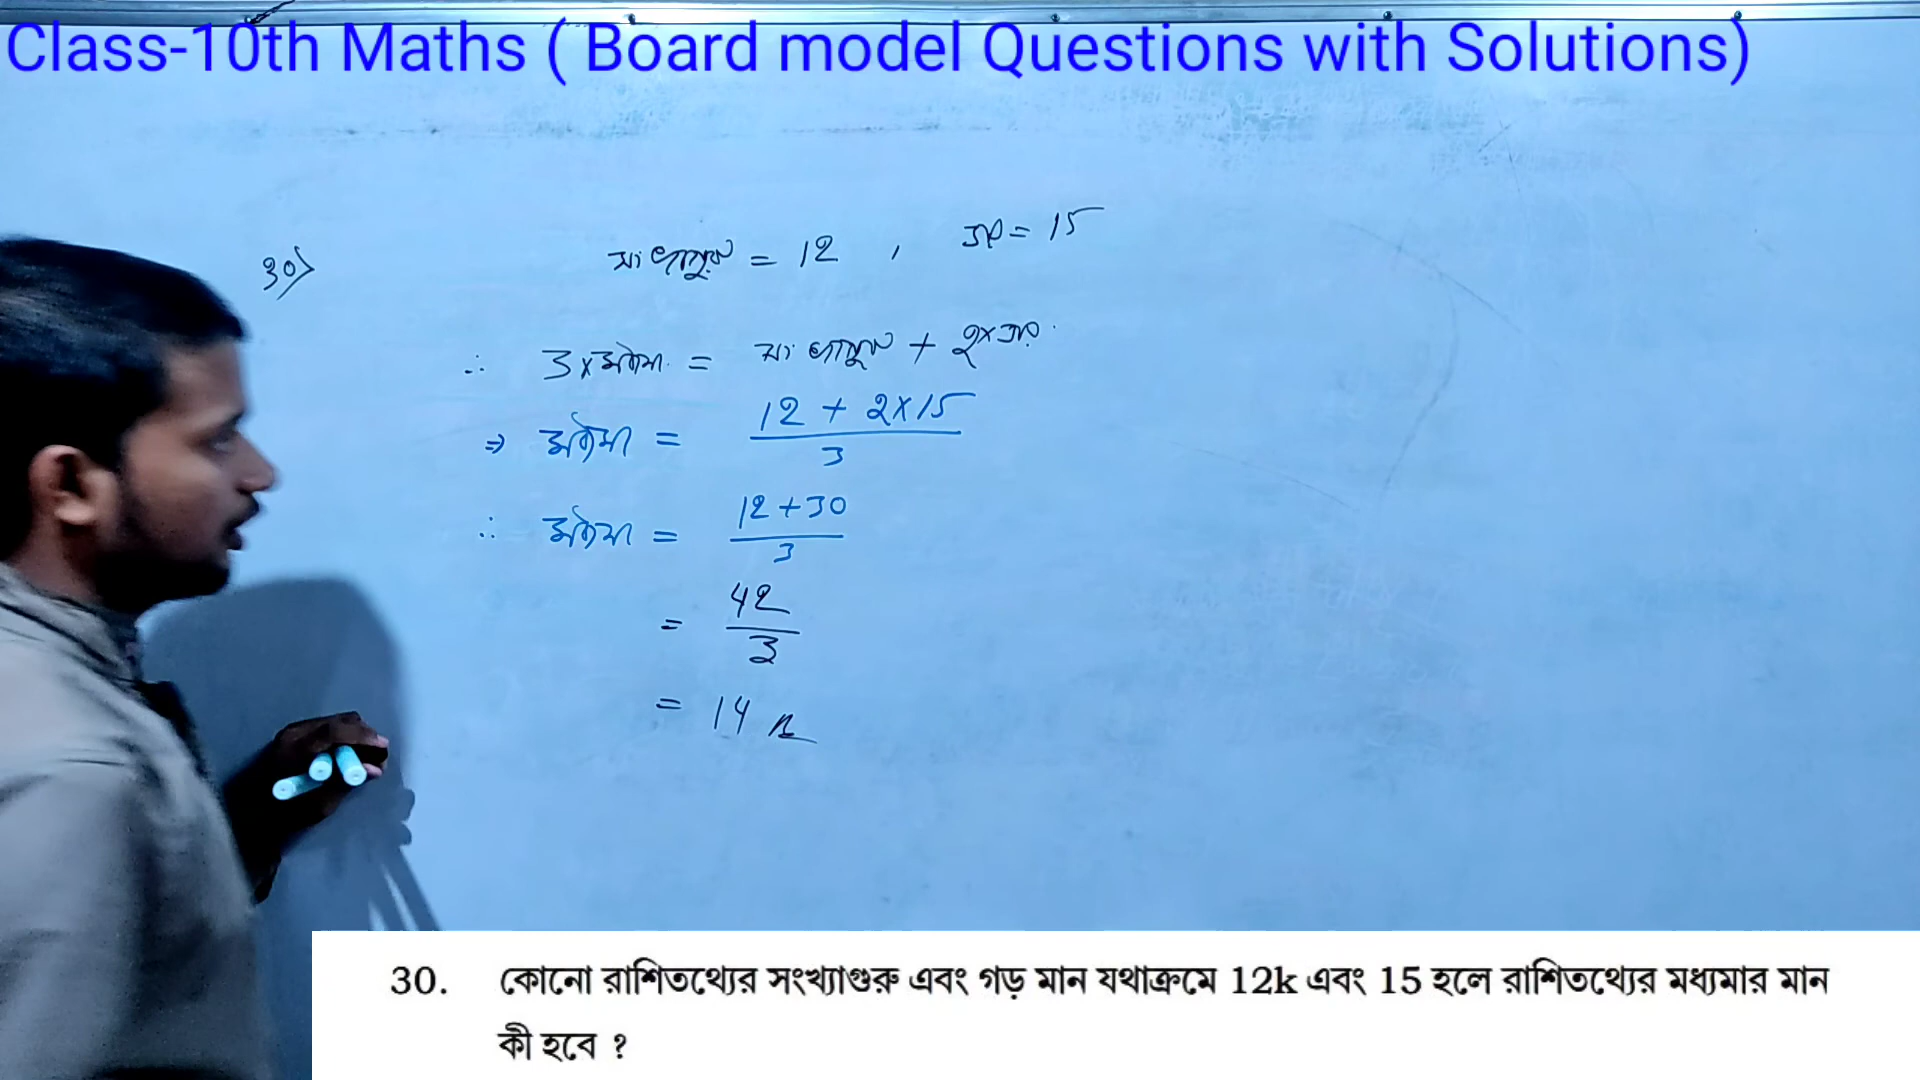 Class-10th Maths ( Board model Questions with Solutions)
30)
= 12 , গড় = 15
∴ 3 × মধ্যমা = + 2 × গড়
⇒ মধ্যমা = 12 + 2×15 / 3
∴ মধ্যমা = 12 + 30 / 3
= 42 / 3
= 14
30. কোনো রাশিতথ্যের সংখ্যাগুরু এবং গড় মান যথাক্রমে 12k এবং 15 হলে রাশিতথ্যের মধ্যমার মান
কী হবে ?